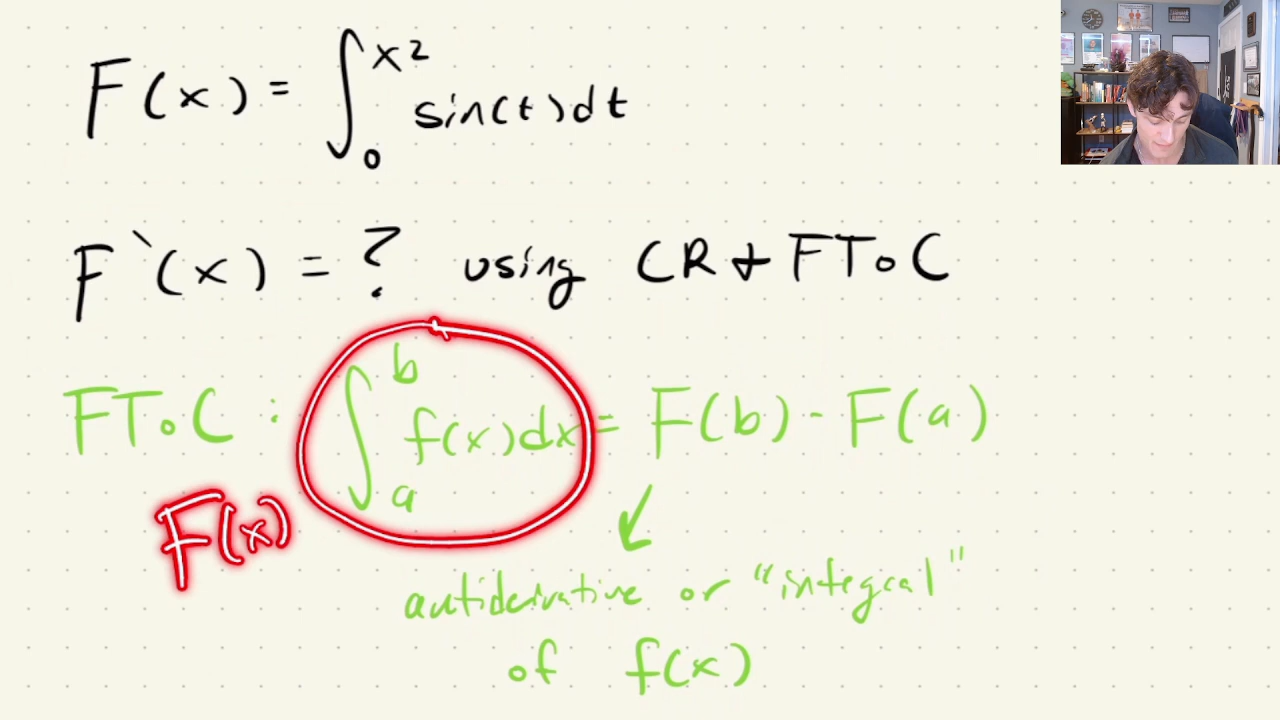 F(x) = ∫₀^x² sin(t)dt
F`(x) = ? using CR + FToC
FToC : ∫ₐᵇ f(x)dx = F(b) - F(a)
F(x)
antiderivative or "integral"
of f(x)